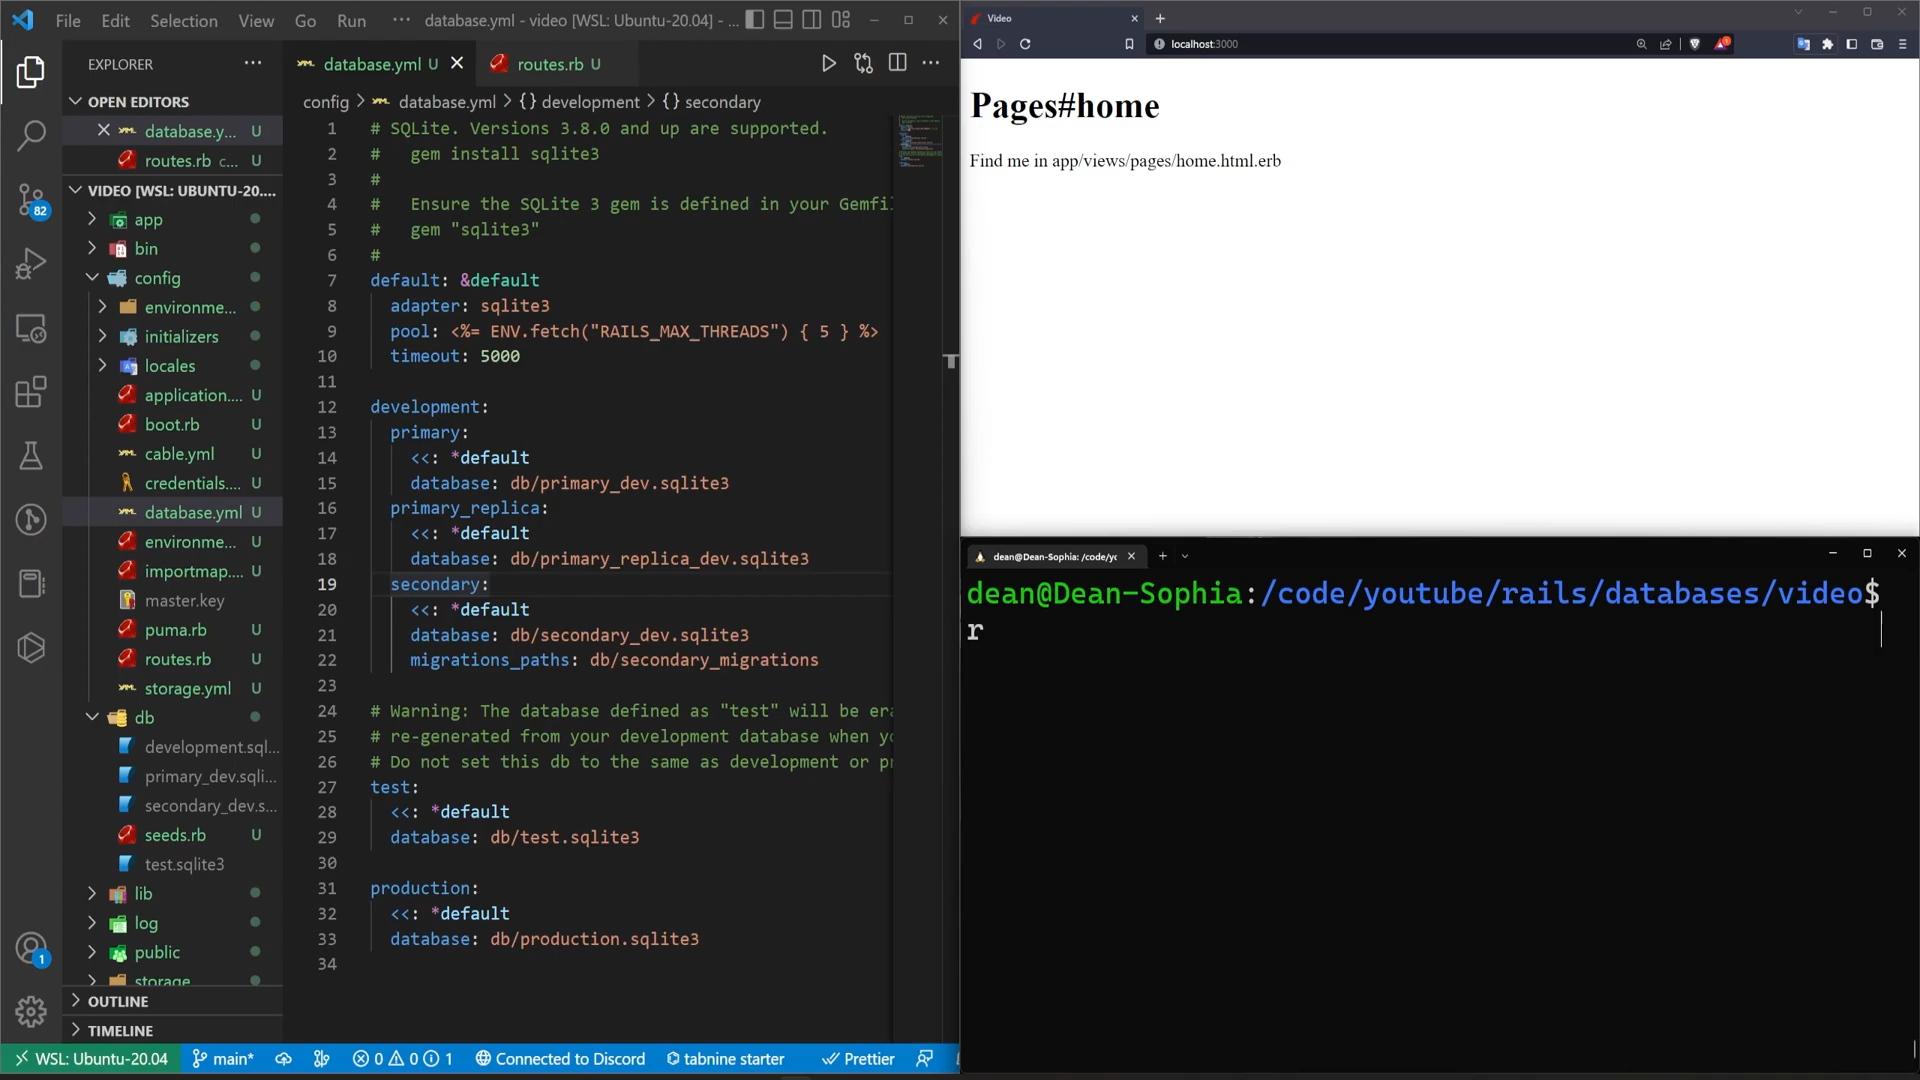 File Edit Selection View Go Run ··· database.yml - video [WSL: Ubuntu-20.04] - ...
EXPLORER ···
OPEN EDITORS
database.y... U
routes.rb c... U
VIDEO [WSL: UBUNTU-20....
app
bin
config
environme...
initializers
locales
application.... U
boot.rb U
cable.yml U
credentials.... U
database.yml U
environme... U
importmap.... U
master.key
puma.rb U
routes.rb U
storage.yml U
db
development.sql...
primary_dev.sqli...
secondary_dev.s...
seeds.rb U
test.sqlite3
lib
log
public
storage
OUTLINE
TIMELINE
82
1
database.yml U
routes.rb U
config > database.yml > {} development > {} secondary
1 # SQLite. Versions 3.8.0 and up are supported.
2 #   gem install sqlite3
3 #
4 #   Ensure the SQLite 3 gem is defined in your Gemfil
5 #   gem "sqlite3"
6 #
7 default: &default
8   adapter: sqlite3
9   pool: <%= ENV.fetch("RAILS_MAX_THREADS") { 5 } %>
10   timeout: 5000
11
12 development:
13   primary:
14     <<: *default
15     database: db/primary_dev.sqlite3
16   primary_replica:
17     <<: *default
18     database: db/primary_replica_dev.sqlite3
19   secondary:
20     <<: *default
21     database: db/secondary_dev.sqlite3
22     migrations_paths: db/secondary_migrations
23
24 # Warning: The database defined as "test" will be era
25 # re-generated from your development database when yo
26 # Do not set this db to the same as development or pr
27 test:
28   <<: *default
29   database: db/test.sqlite3
30
31 production:
32   <<: *default
33   database: db/production.sqlite3
34
WSL: Ubuntu-20.04 main* 0 0 1 Connected to Discord tabnine starter Prettier
Video
localhost:3000
Pages#home
Find me in app/views/pages/home.html.erb
dean@Dean-Sophia: /code/yc
dean@Dean-Sophia:/code/youtube/rails/databases/video$
r